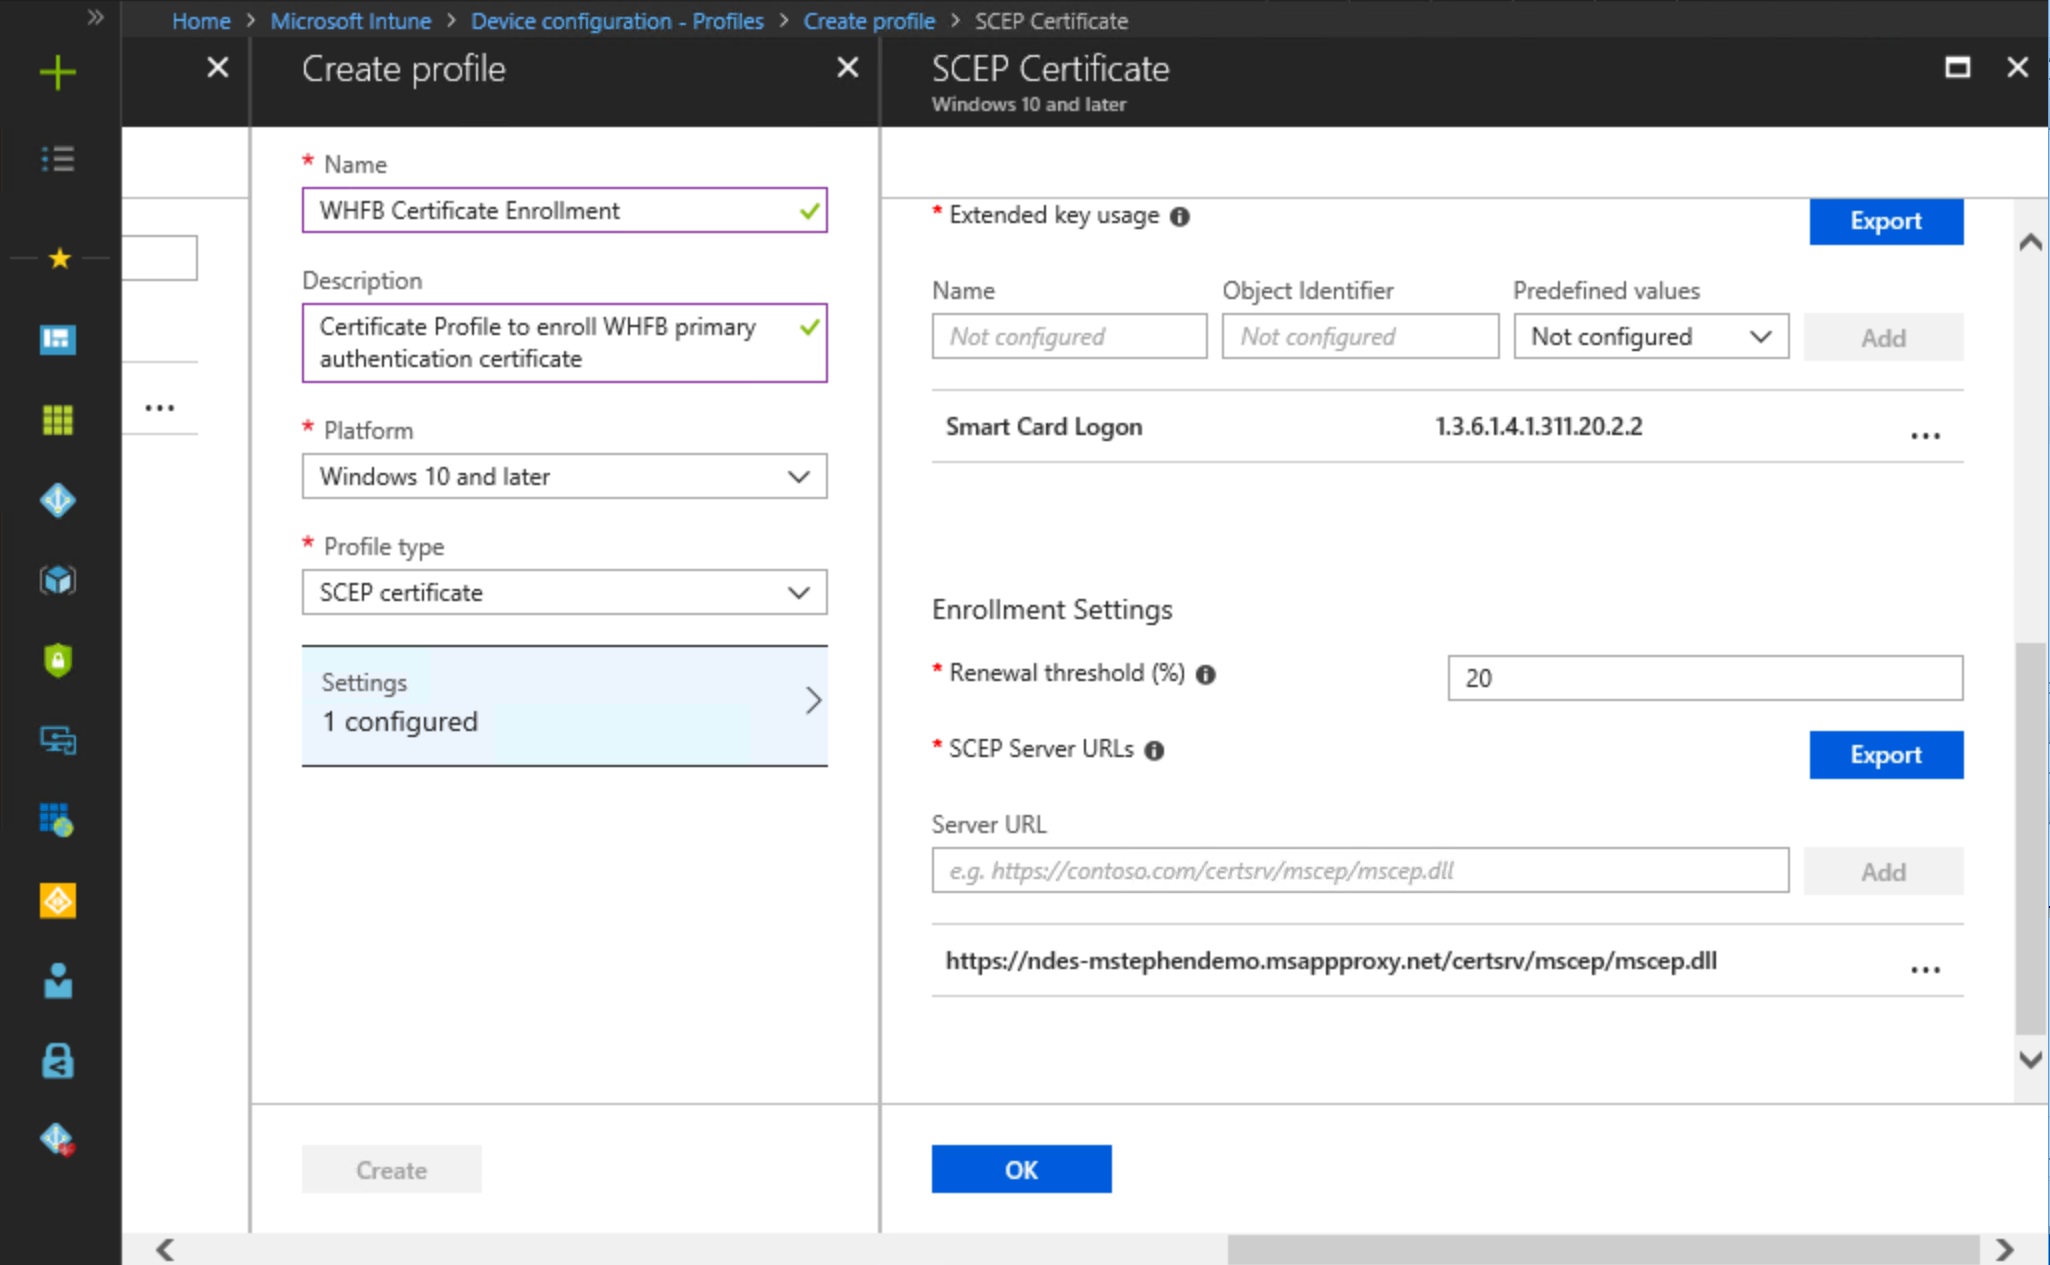 Home > Microsoft Intune > Device configuration - Profiles > Create profile > SCEP Certificate
Create profile
* Name
WHFB Certificate Enrollment
Description
Certificate Profile to enroll WHFB primary
authentication certificate
* Platform
Windows 10 and later
* Profile type
SCEP certificate
Settings
1 configured
Create
SCEP Certificate
Windows 10 and later
* Extended key usage
Export
Name Object Identifier Predefined values
Not configured Not configured Not configured Add
Smart Card Logon 1.3.6.1.4.1.311.20.2.2 ...
Enrollment Settings
* Renewal threshold (%) 20
* SCEP Server URLs
Export
Server URL
e.g. https://contoso.com/certsrv/mscep/mscep.dll Add
https://ndes-mstephendemo.msappproxy.net/certsrv/mscep/mscep.dll ...
OK